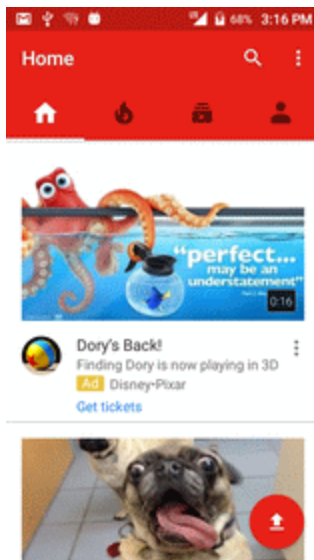 68% 3:16 PM
Home
"perfect...
may be an
understatement"
0:16
Dory's Back!
Finding Dory is now playing in 3D
Ad Disney•Pixar
Get tickets